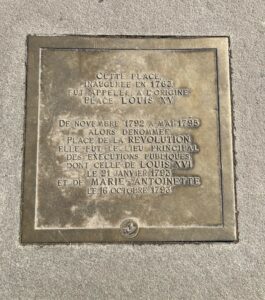 CETTE PLACE
INAUGURÉE EN 1763
FUT APPELÉE À L'ORIGINE
PLACE LOUIS XV
DE NOVEMBRE 1792 A MAI 1795
ALORS DÉNOMMÉE
PLACE DE LA REVOLUTION
ELLE FUT LE LIEU PRINCIPAL
DES EXÉCUTIONS PUBLIQUES
DONT CELLE DE LOUIS XVI
LE 21 JANVIER 1793
ET DE MARIE-ANTOINETTE
LE 16 OCTOBRE 1793